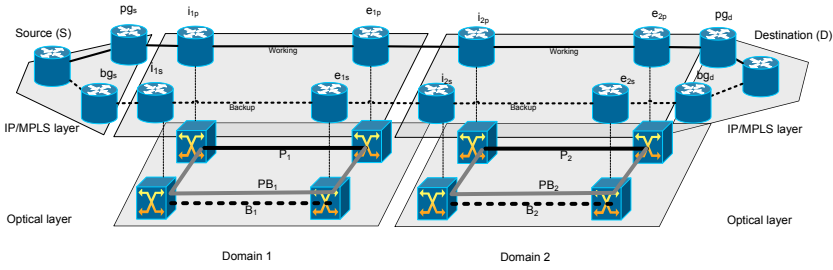 pgs
i1p
e1p
i2p
e2p
pgd
Source (S)
Destination (D)
Working
Working
bgs
i1s
e1s
i2s
e2s
bgd
Backup
Backup
IP/MPLS layer
IP/MPLS layer
P1
P2
PB1
PB2
B1
B2
Optical layer
Optical layer
Domain 1
Domain 2